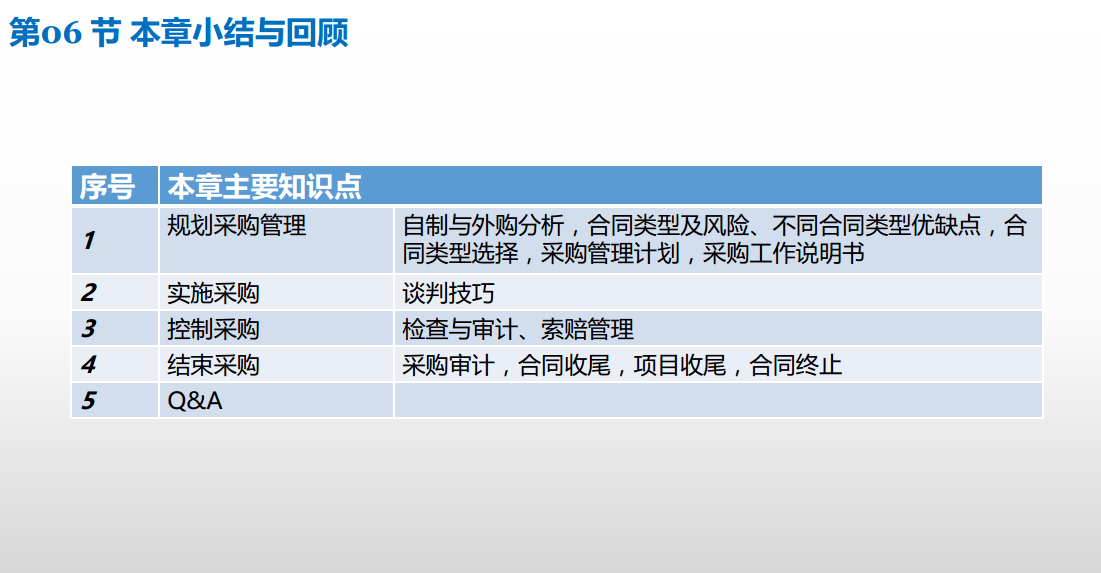 第06 节 本章小结与回顾
序号 本章主要知识点
1 规划采购管理 自制与外购分析，合同类型及风险、不同合同类型优缺点，合
同类型选择，采购管理计划，采购工作说明书
2 实施采购 谈判技巧
3 控制采购 检查与审计、索赔管理
4 结束采购 采购审计，合同收尾，项目收尾，合同终止
5 Q&A